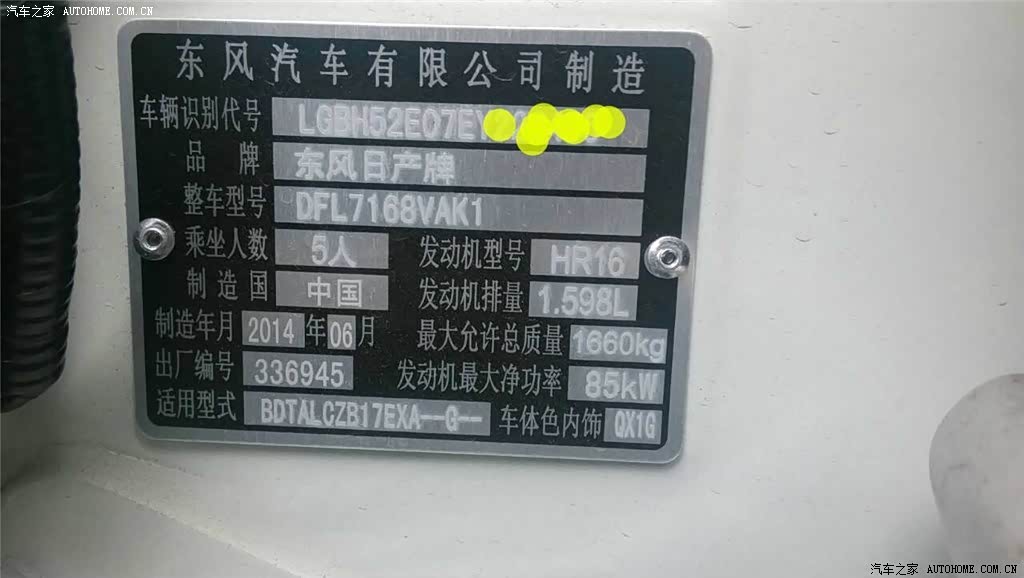 汽车之家 AUTOHOME.COM.CN
东风汽车有限公司制造
车辆识别代号 LGBH52E07EY
品牌 东风日产牌
整车型号 DFL7168VAK1
乘坐人数 5人 发动机型号 HR16
制造国 中国 发动机排量 1.598L
制造年月 2014年06月 最大允许总质量 1660kg
出厂编号 336945 发动机最大净功率 85kW
适用型式 BDTALCZB17EXA--G-- 车体色内饰 QX1G
汽车之家 AUTOHOME.COM.CN